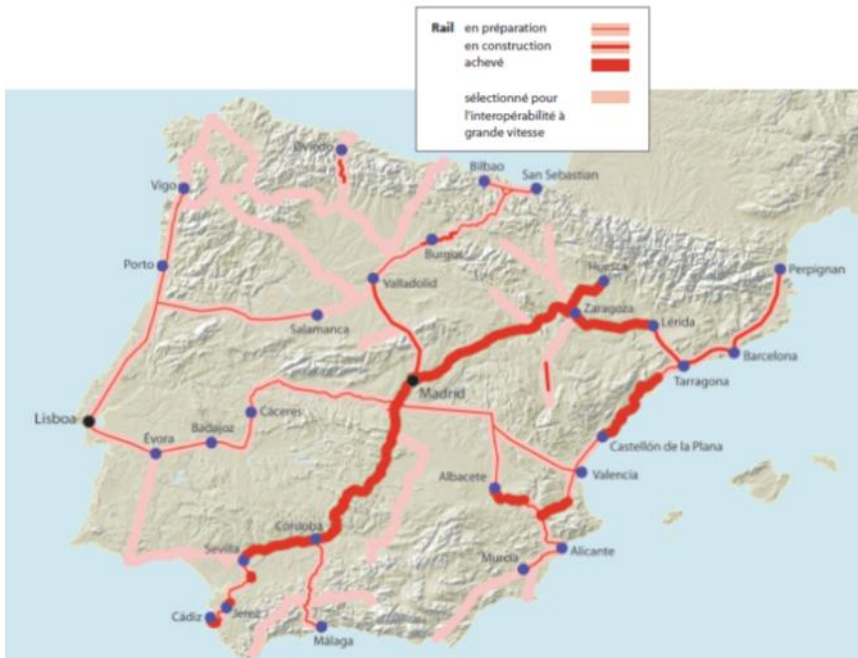 Rail en préparation
en construction
achevé
sélectionné pour
l'interopérabilité à
grande vitesse
Oviedo
Bilbao
San Sebastian
Vigo
Burgos
Porto
Valladolid
Huesca
Perpignan
Zaragoza
Salamanca
Lérida
Barcelona
Madrid
Tarragona
Lisboa
Cáceres
Badajoz
Évora
Castellón de la Plana
Albacete
Valencia
Córdoba
Sevilla
Murcia
Alicante
Cádiz
Jerez
Málaga